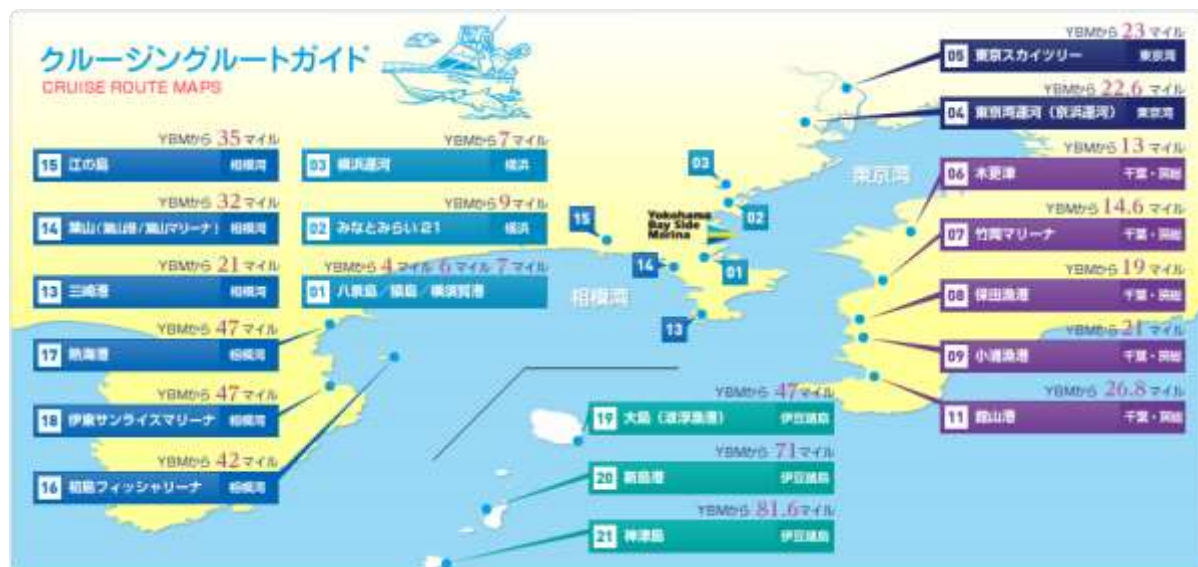 クルージングルートガイド
CRUISE ROUTE MAPS
YBMから 35 マイル
15 江の島 相模湾
YBMから 32 マイル
14 葉山(葉山港/葉山マリーナ) 相模湾
YBMから 21 マイル
13 三崎港 相模湾
YBMから 47 マイル
17 熱海港 相模湾
YBMから 47 マイル
18 伊東サンライズマリーナ 相模湾
YBMから 42 マイル
16 初島フィッシャリーナ 相模湾
YBMから 7 マイル
03 横浜運河 横浜
YBMから 9 マイル
02 みなとみらい21 横浜
YBMから 4 マイル 6 マイル 7 マイル
01 八景島/猿島/横須賀港
03
02
Yokohama
Bay Side
Marina
01
15
14
13
東京湾
相模湾
YBMから 23 マイル
05 東京スカイツリー 東京湾
YBMから 22.6 マイル
04 東京湾運河(京浜運河) 東京湾
YBMから 13 マイル
06 木更津 千葉・房総
YBMから 14.6 マイル
07 竹岡マリーナ 千葉・房総
YBMから 19 マイル
08 保田漁港 千葉・房総
YBMから 21 マイル
09 小浦漁港 千葉・房総
YBMから 26.8 マイル
11 館山港 千葉・房総
YBMから 47 マイル
19 大島(波浮漁港) 伊豆諸島
YBMから 71 マイル
20 新島港 伊豆諸島
YBMから 81.6 マイル
21 神津島 伊豆諸島